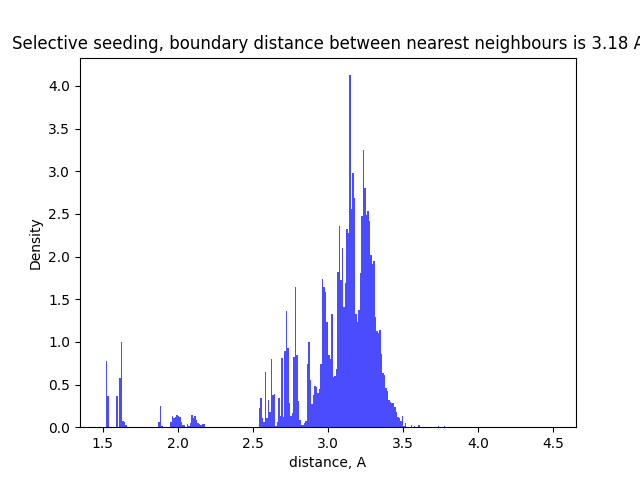 Selective seeding, boundary distance between nearest neighbours is 3.18 A
4.0
3.5
3.0
2.5
2.0
1.5
1.0
0.5
0.0
Density
1.5 2.0 2.5 3.0 3.5 4.0 4.5
distance, A